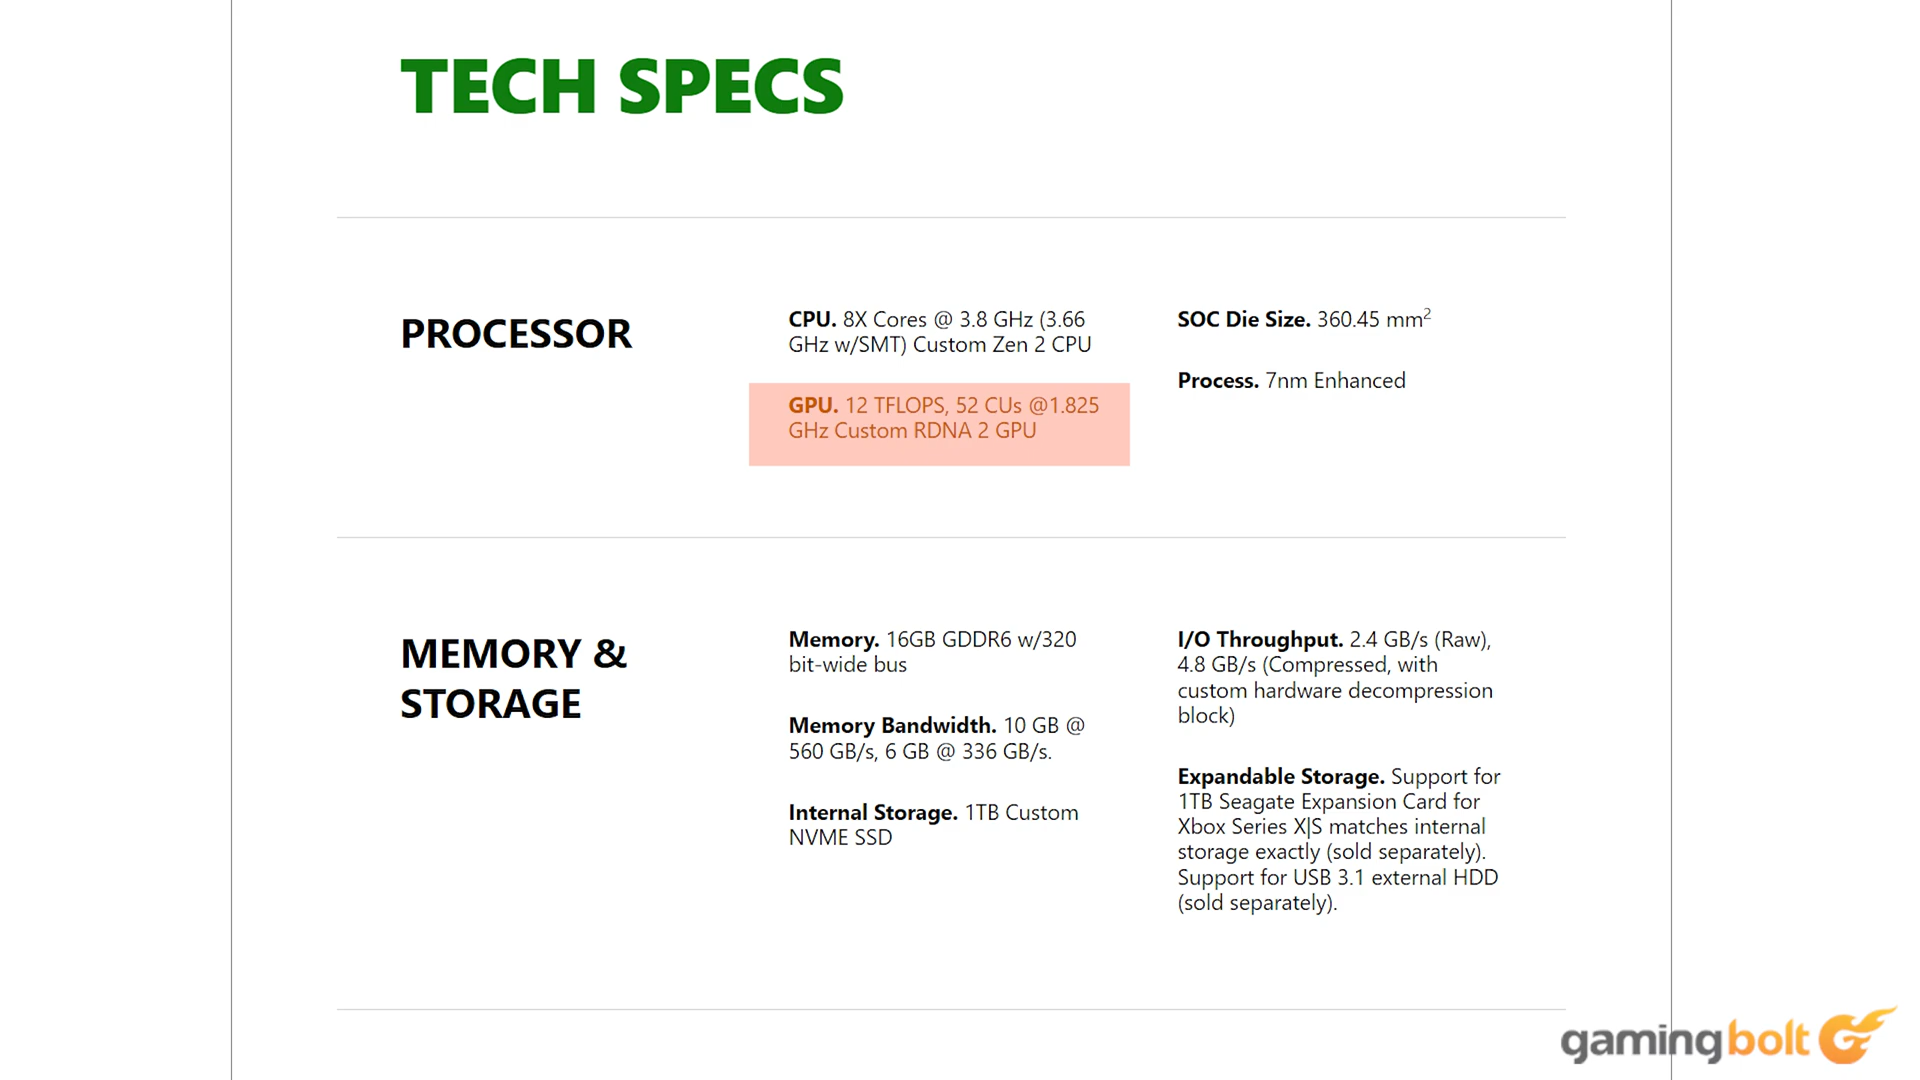 TECH SPECS
PROCESSOR
CPU. 8X Cores @ 3.8 GHz (3.66
GHz w/SMT) Custom Zen 2 CPU
GPU. 12 TFLOPS, 52 CUs @1.825
GHz Custom RDNA 2 GPU
SOC Die Size. 360.45 mm²
Process. 7nm Enhanced
MEMORY &
STORAGE
Memory. 16GB GDDR6 w/320
bit-wide bus
Memory Bandwidth. 10 GB @
560 GB/s, 6 GB @ 336 GB/s.
Internal Storage. 1TB Custom
NVME SSD
I/O Throughput. 2.4 GB/s (Raw),
4.8 GB/s (Compressed, with
custom hardware decompression
block)
Expandable Storage. Support for
1TB Seagate Expansion Card for
Xbox Series X|S matches internal
storage exactly (sold separately).
Support for USB 3.1 external HDD
(sold separately).
gamingbolt